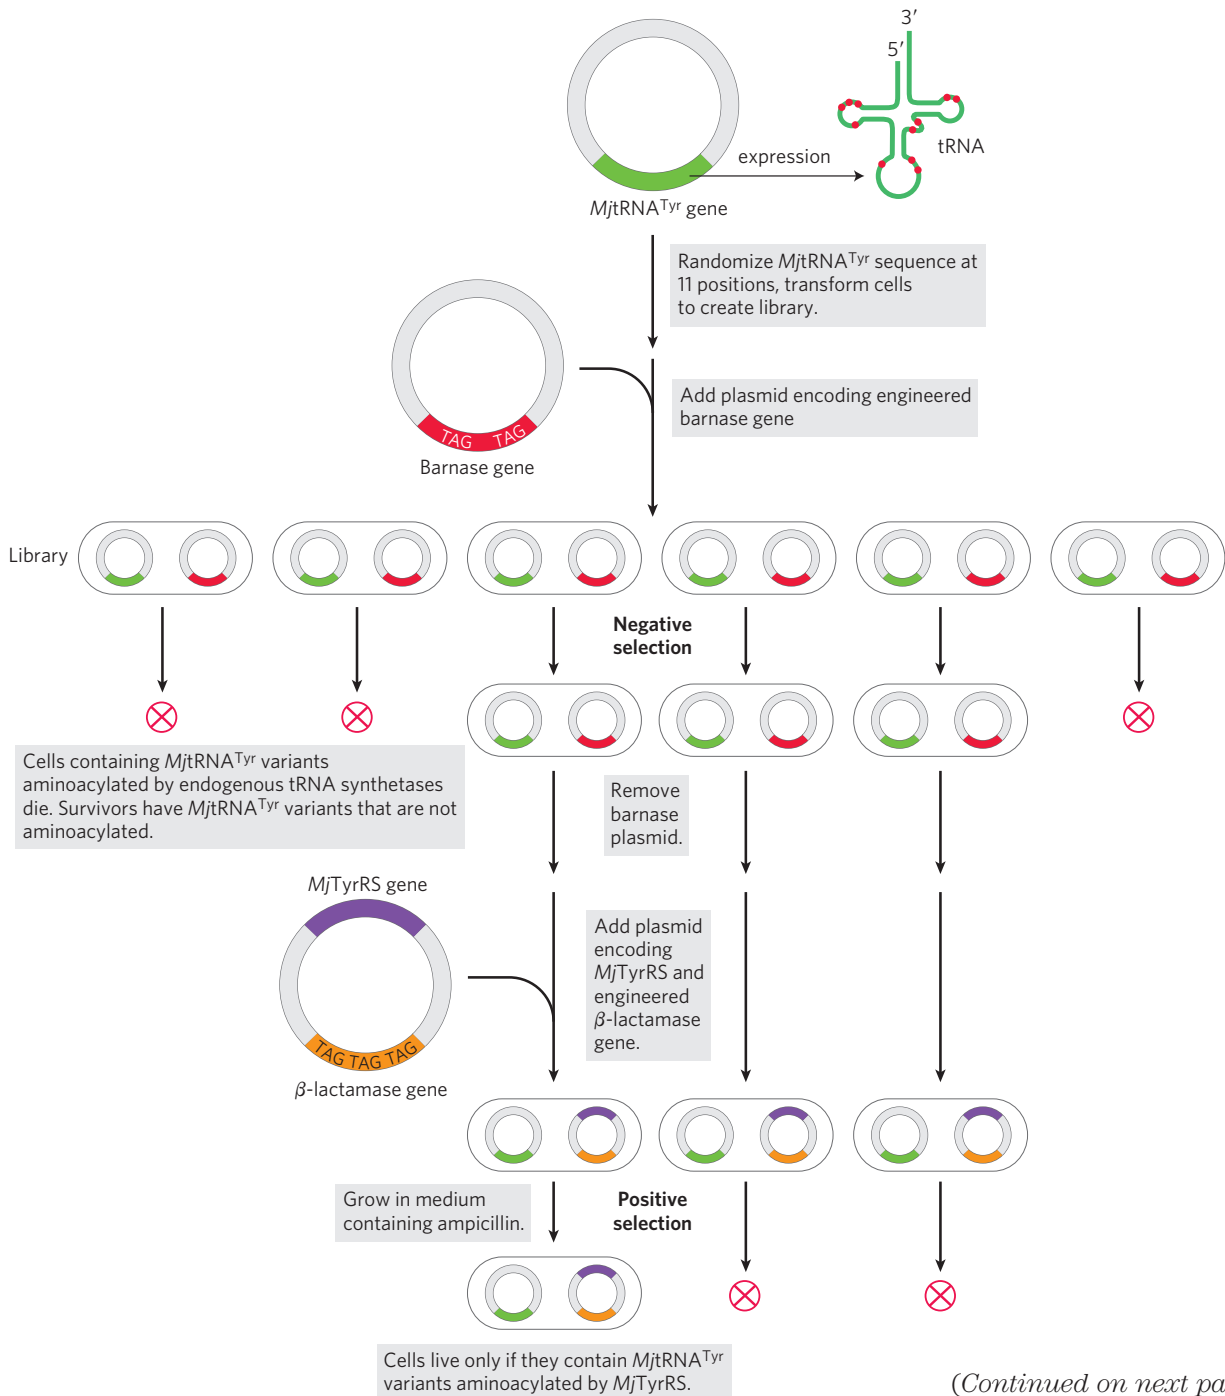 3′
5′
tRNA
expression
MjtRNATyr gene
Randomize MjtRNATyr sequence at
11 positions, transform cells
to create library.
TAG TAG
Barnase gene
Add plasmid encoding engineered
barnase gene
Library
Negative
selection
Cells containing MjtRNATyr variants
aminoacylated by endogenous tRNA synthetases
die. Survivors have MjtRNATyr variants that are not
aminoacylated.
Remove
barnase
plasmid.
MjTyrRS gene
TAG TAG TAG
β-lactamase gene
Add plasmid
encoding
MjTyrRS and
engineered
β-lactamase
gene.
Grow in medium
containing ampicillin.
Positive
selection
Cells live only if they contain MjtRNATyr
variants aminoacylated by MjTyrRS.
(Continued on next pa